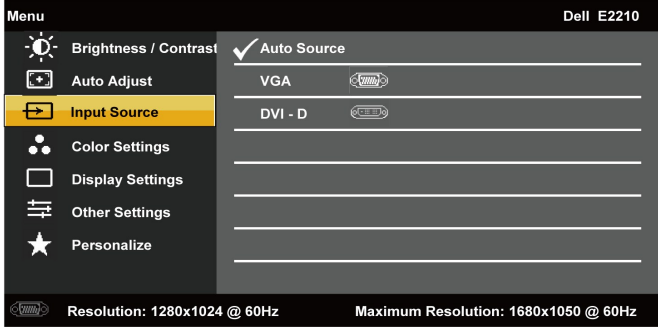 Menu Dell E2210
Brightness / Contrast
Auto Adjust
Input Source
Color Settings
Display Settings
Other Settings
Personalize
Auto Source
VGA
DVI - D
Resolution: 1280x1024 @ 60Hz Maximum Resolution: 1680x1050 @ 60Hz